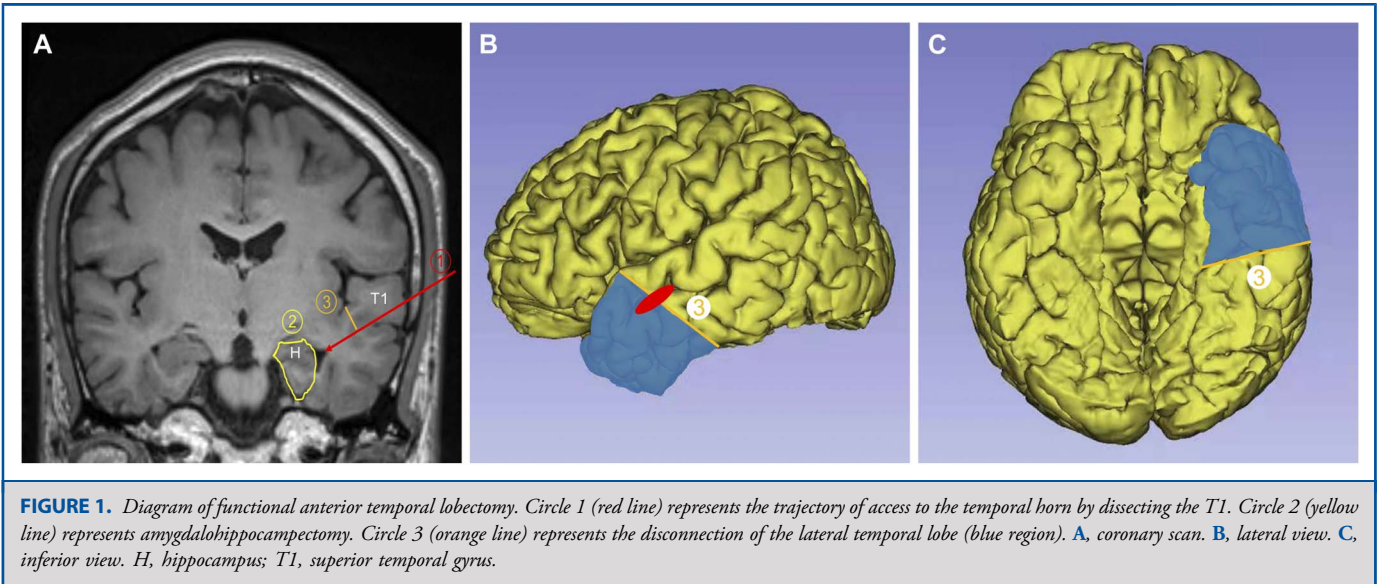 A
B
C
①
T1
③
②
H
3
3
FIGURE 1. Diagram of functional anterior temporal lobectomy. Circle 1 (red line) represents the trajectory of access to the temporal horn by dissecting the T1. Circle 2 (yellow
line) represents amygdalohippocampectomy. Circle 3 (orange line) represents the disconnection of the lateral temporal lobe (blue region). A, coronary scan. B, lateral view. C,
inferior view. H, hippocampus; T1, superior temporal gyrus.